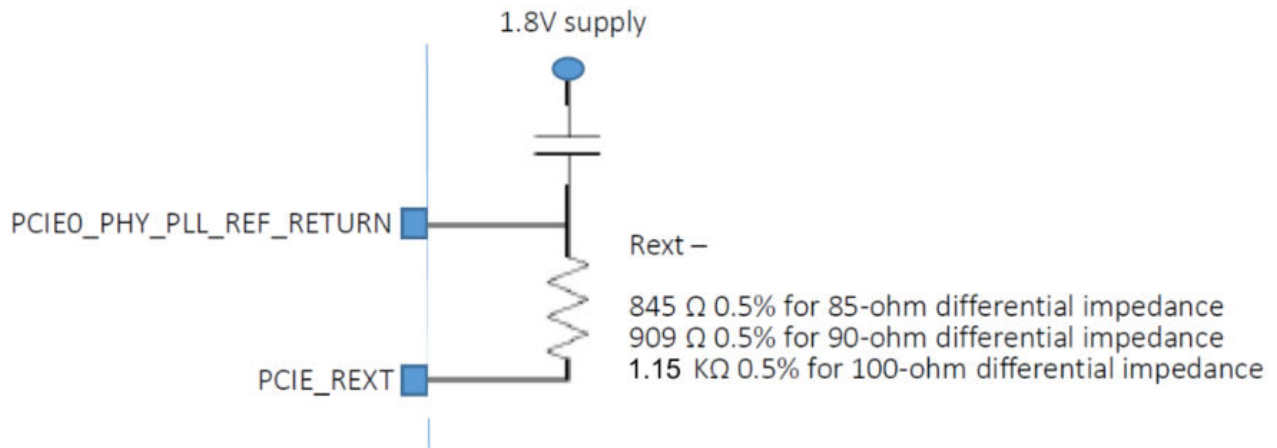 1.8V supply
PCIE0_PHY_PLL_REF_RETURN
Rext –
845 Ω 0.5% for 85-ohm differential impedance
909 Ω 0.5% for 90-ohm differential impedance
1.15 KΩ 0.5% for 100-ohm differential impedance
PCIE_REXT